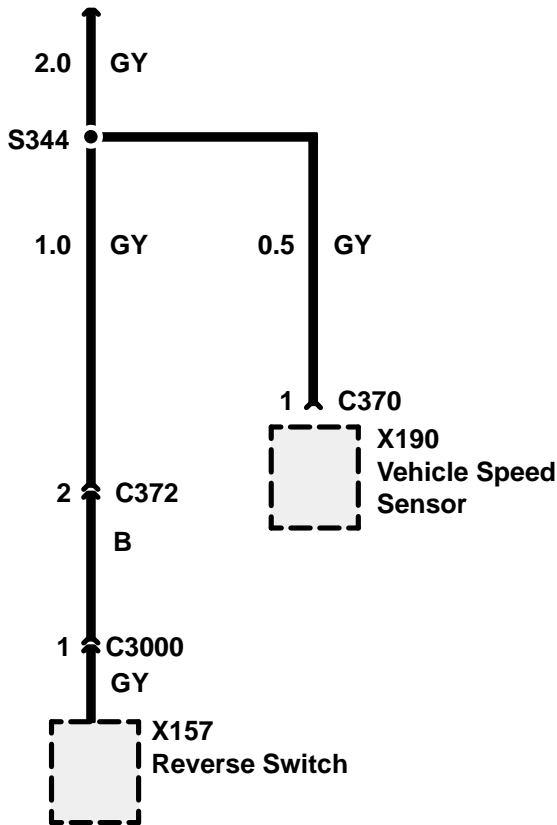 2.0 GY
S344
1.0 GY
0.5 GY
1 C370
X190
Vehicle Speed
Sensor
2 C372
B
1 C3000
GY
X157
Reverse Switch